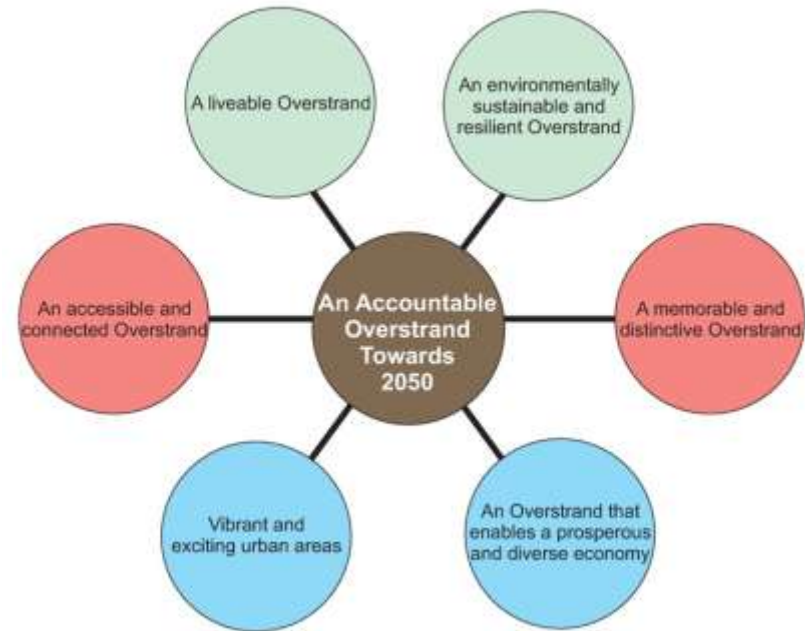 A liveable Overstrand
An environmentally
sustainable and
resilient Overstrand
An accessible and
connected Overstrand
An Accountable
Overstrand
Towards
2050
A memorable and
distinctive Overstrand
Vibrant and
exciting urban areas
An Overstrand that
enables a prosperous
and diverse economy